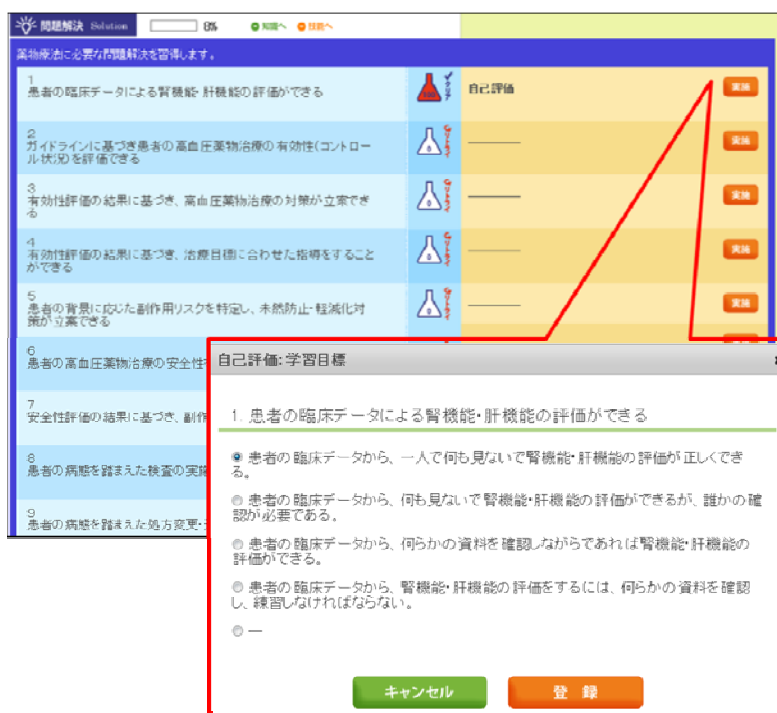 問題解決 Solution 8% 知識へ 技能へ
薬物療法に必要な問題解決を習得します。
1
患者の臨床データによる腎機能・肝機能の評価ができる
クリア
自己評価
実施
2
ガイドラインに基づき患者の高血圧薬物治療の有効性(コントロー
ル状況)を評価できる
実施
3
有効性評価の結果に基づき、高血圧薬物治療の対策が立案でき
る
実施
4
有効性評価の結果に基づき、治療目標に合わせた指導をすること
ができる
実施
5
患者の背景に応じた副作用リスクを特定し、未然防止・軽減化対
策が立案できる
実施
6
患者の高血圧薬物治療の安全性
7
安全性評価の結果に基づき、副作
8
患者の病態を踏まえた検査の実施
9
患者の病態を踏まえた処方変更・
自己評価: 学習目標
1. 患者の臨床データによる腎機能・肝機能の評価ができる
患者の臨床データから、一人で何も見ないで腎機能・肝機能の評価が正しくでき
る。
患者の臨床データから、何も見ないで腎機能・肝機能の評価ができるが、誰かの確
認が必要である。
患者の臨床データから、何らかの資料を確認しながらであれば腎機能・肝機能の
評価ができる。
患者の臨床データから、腎機能・肝機能の評価をするには、何らかの資料を確認
し、練習しなければならない。
—
キャンセル
登 録